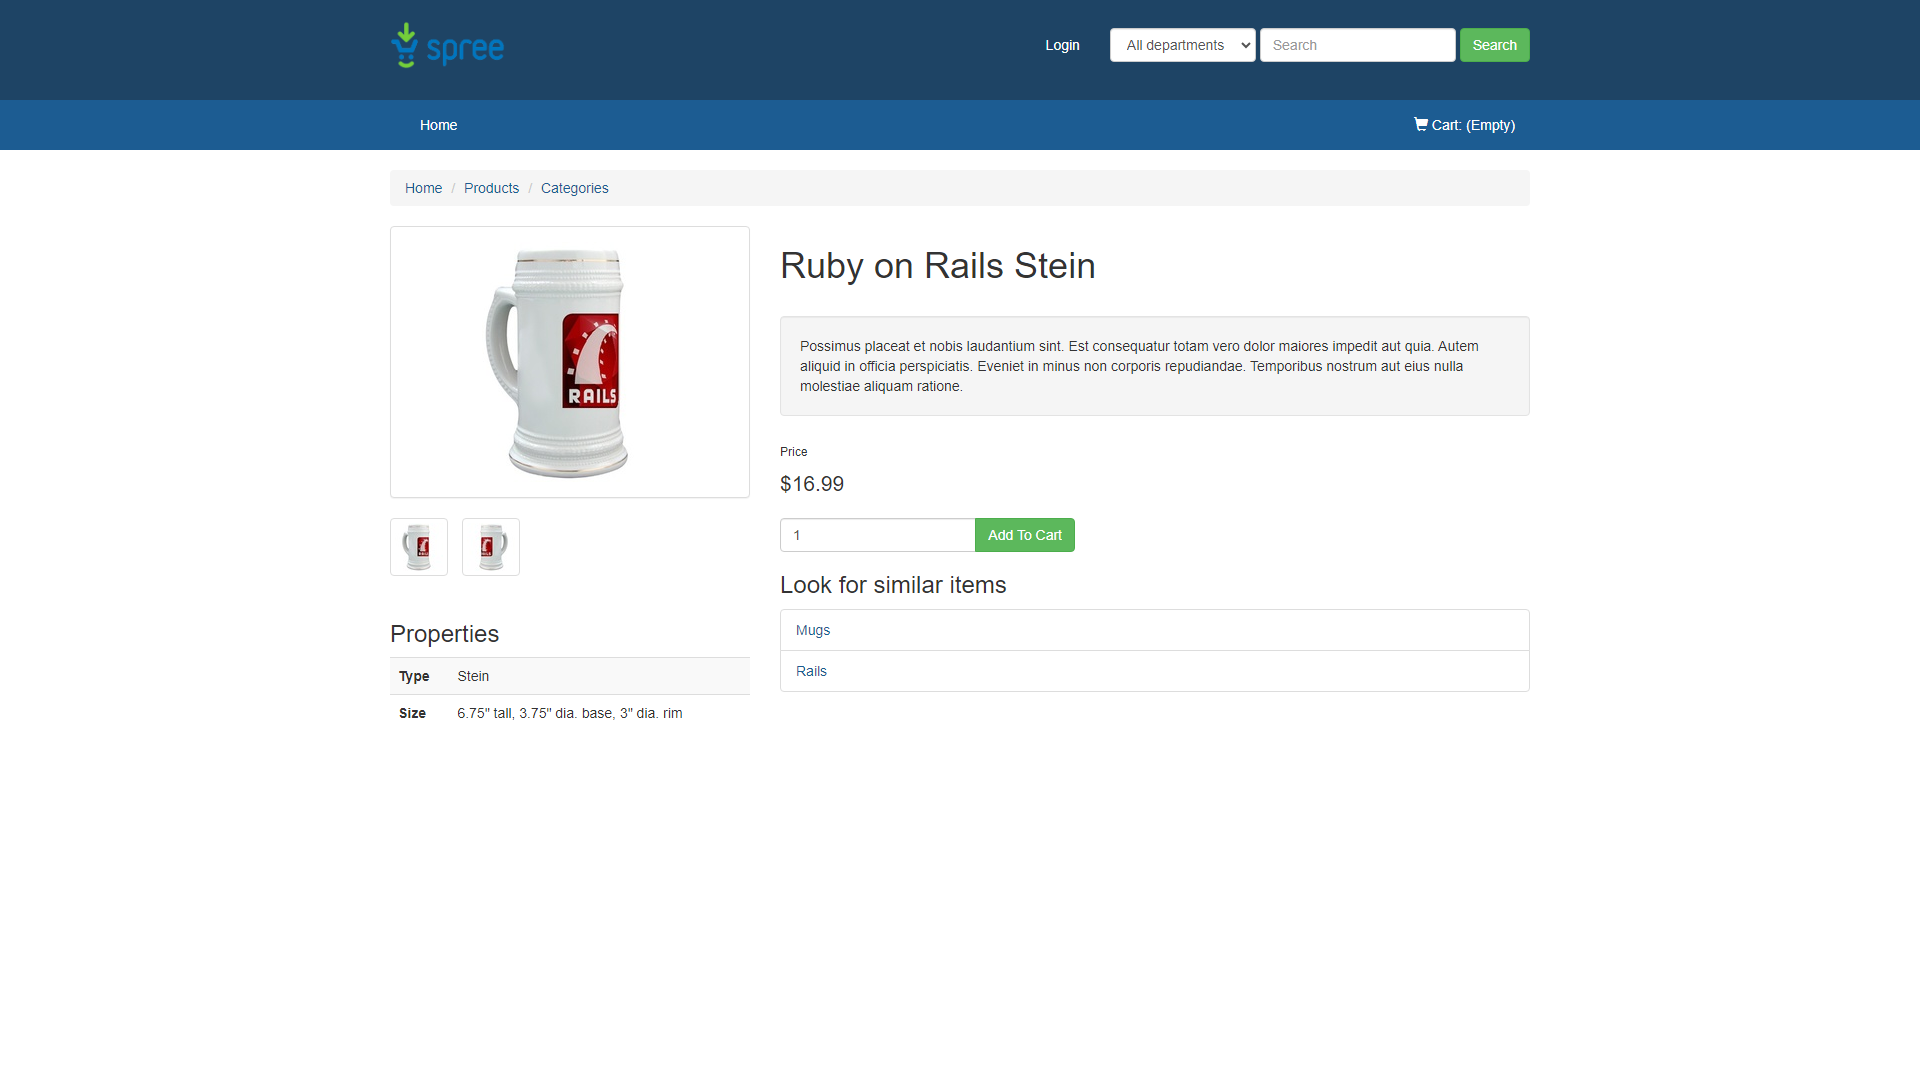 spree
Login
All departments
Search
Search
Home
Cart: (Empty)
Home / Products / Categories
RAILS
Ruby on Rails Stein
Possimus placeat et nobis laudantium sint. Est consequatur totam vero dolor maiores impedit aut quia. Autem
aliquid in officia perspiciatis. Eveniet in minus non corporis repudiandae. Temporibus nostrum aut eius nulla
molestiae aliquam ratione.
Price
$16.99
1
Add To Cart
Look for similar items
Mugs
Rails
Properties
Type Stein
Size 6.75" tall, 3.75" dia. base, 3" dia. rim